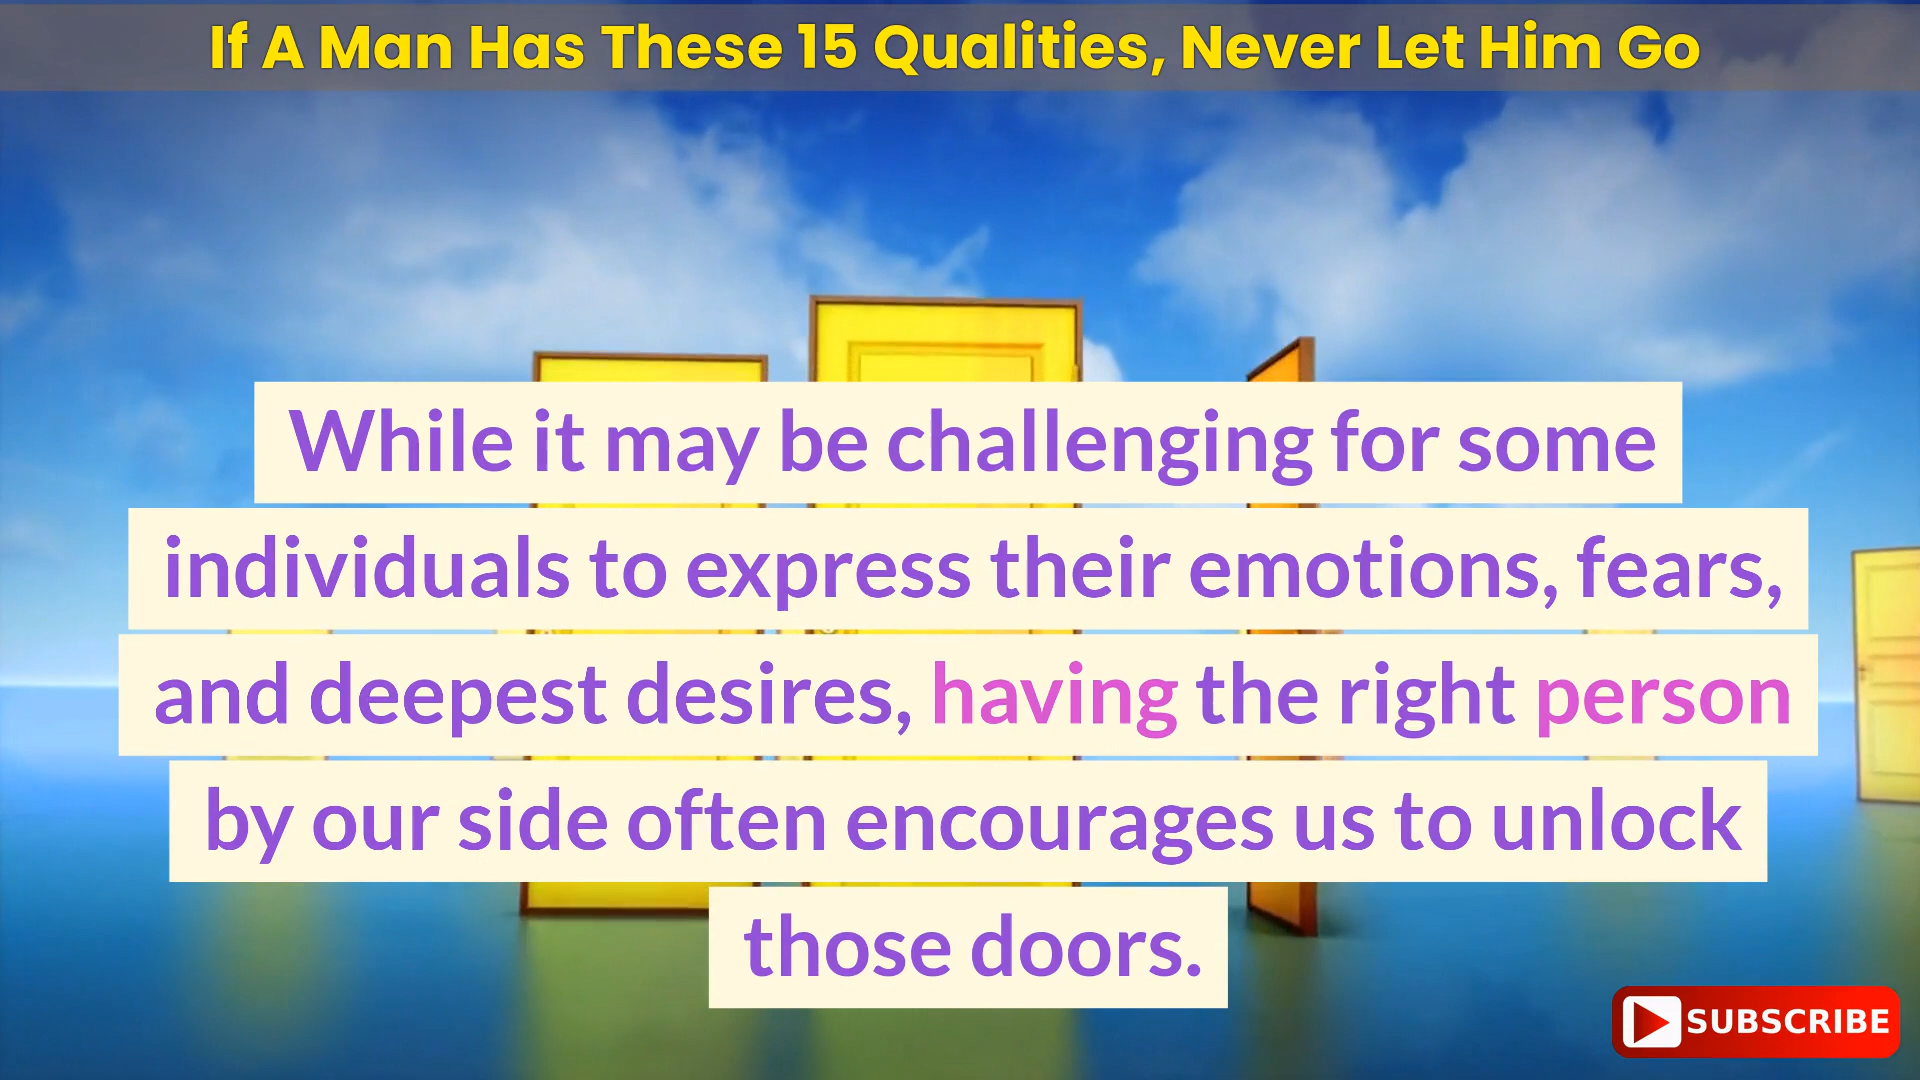 If A Man Has These 15 Qualities, Never Let Him Go
While it may be challenging for some
individuals to express their emotions, fears,
and deepest desires, having the right person
by our side often encourages us to unlock
those doors.
SUBSCRIBE